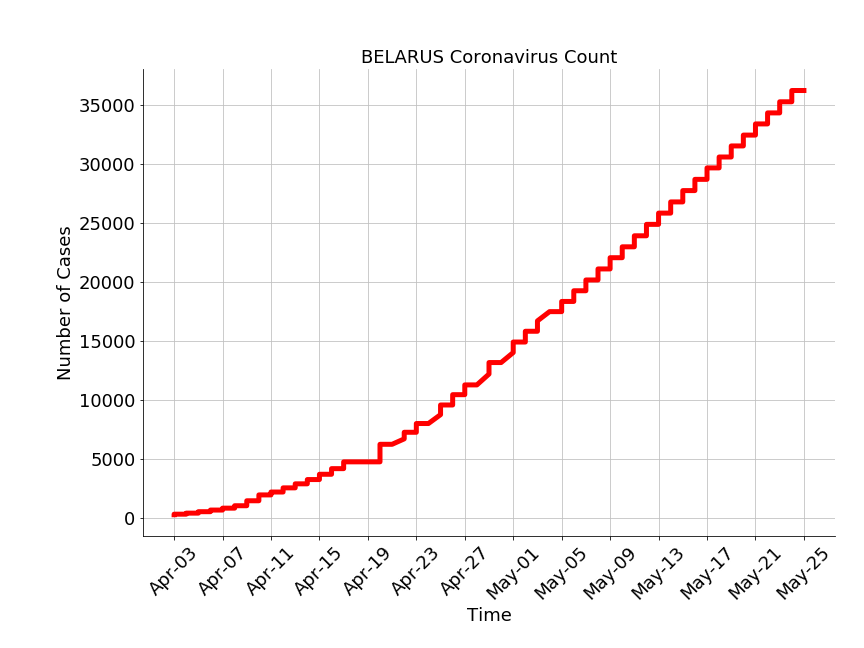 BELARUS Coronavirus Count
Number of Cases
35000
30000
25000
20000
15000
10000
5000
0
Apr-03
Apr-07
Apr-11
Apr-15
Apr-19
Apr-23
Apr-27
May-01
May-05
May-09
May-13
May-17
May-21
May-25
Time